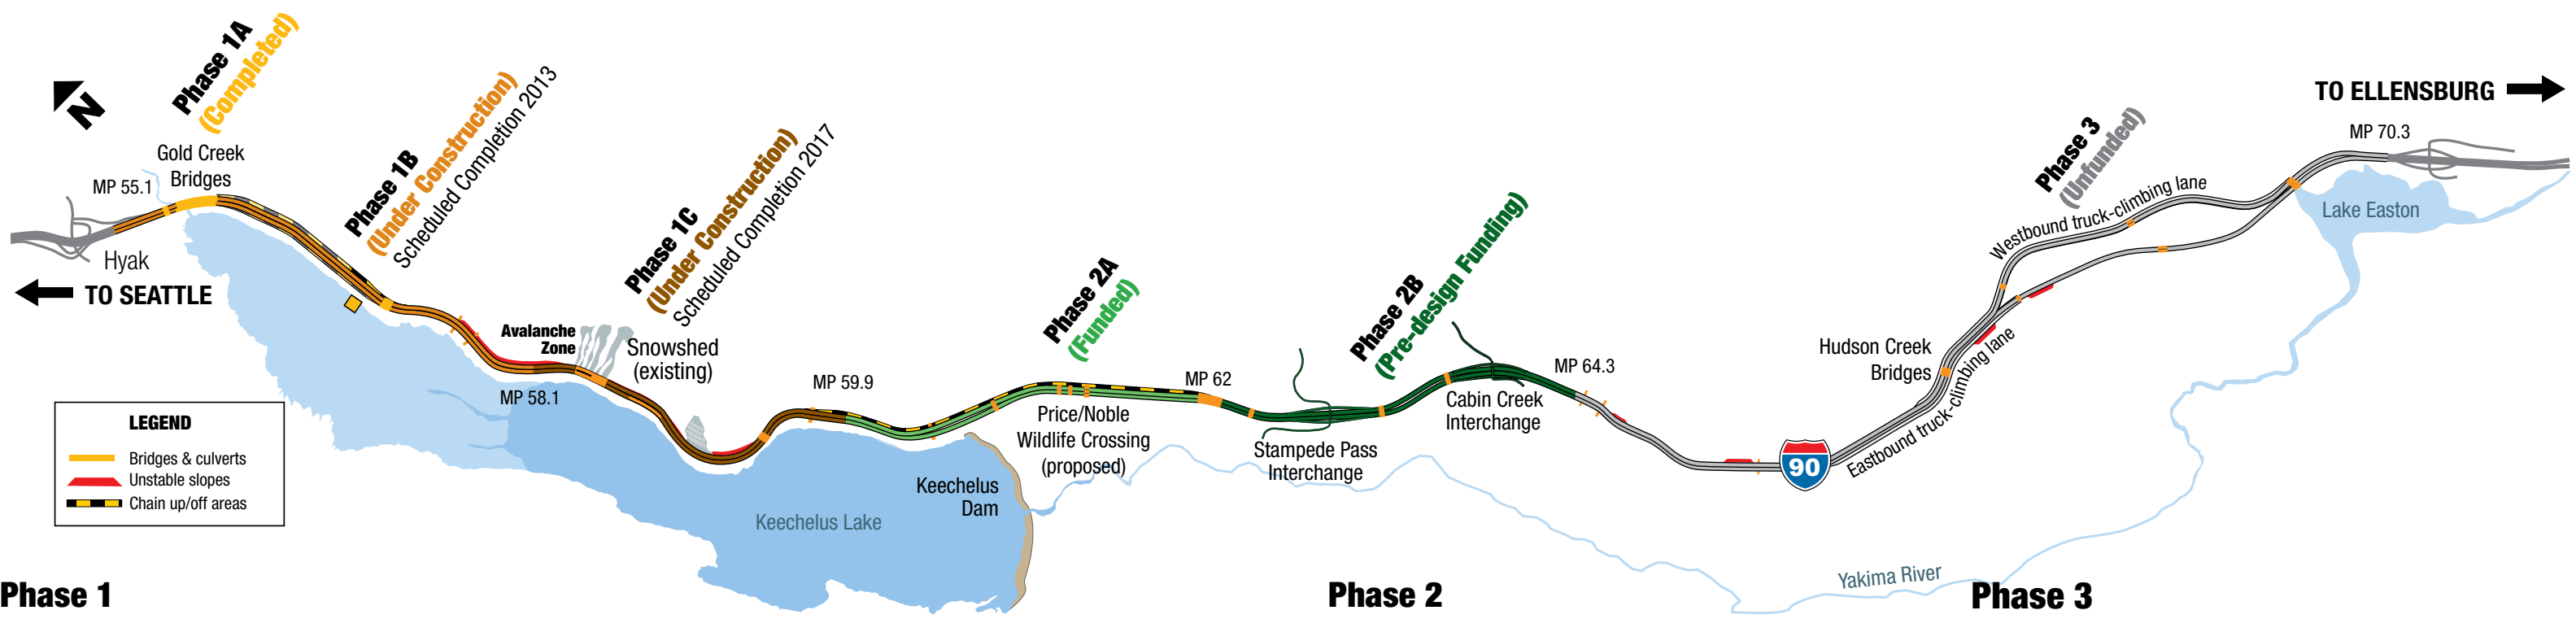 Phase 1A
(Completed)
Gold Creek
Bridges
MP 55.1
N
Hyak
TO SEATTLE
Phase 1B
(Under Construction)
Scheduled Completion 2013
Avalanche
Zone
Snowshed
(existing)
MP 58.1
Phase 1C
(Under Construction)
Scheduled Completion 2017
MP 59.9
Phase 2A
(Funded)
Price/Noble
Wildlife Crossing
(proposed)
MP 62
Keechelus
Dam
Keechelus Lake
Phase 2B
(Pre-design Funding)
Stampede Pass
Interchange
Cabin Creek
Interchange
MP 64.3
90
Hudson Creek
Bridges
Eastbound truck-climbing lane
Westbound truck-climbing lane
Phase 3
(Unfunded)
TO ELLENSBURG
MP 70.3
Lake Easton
Yakima River
LEGEND
Bridges & culverts
Unstable slopes
Chain up/off areas
Phase 1
Phase 2
Phase 3